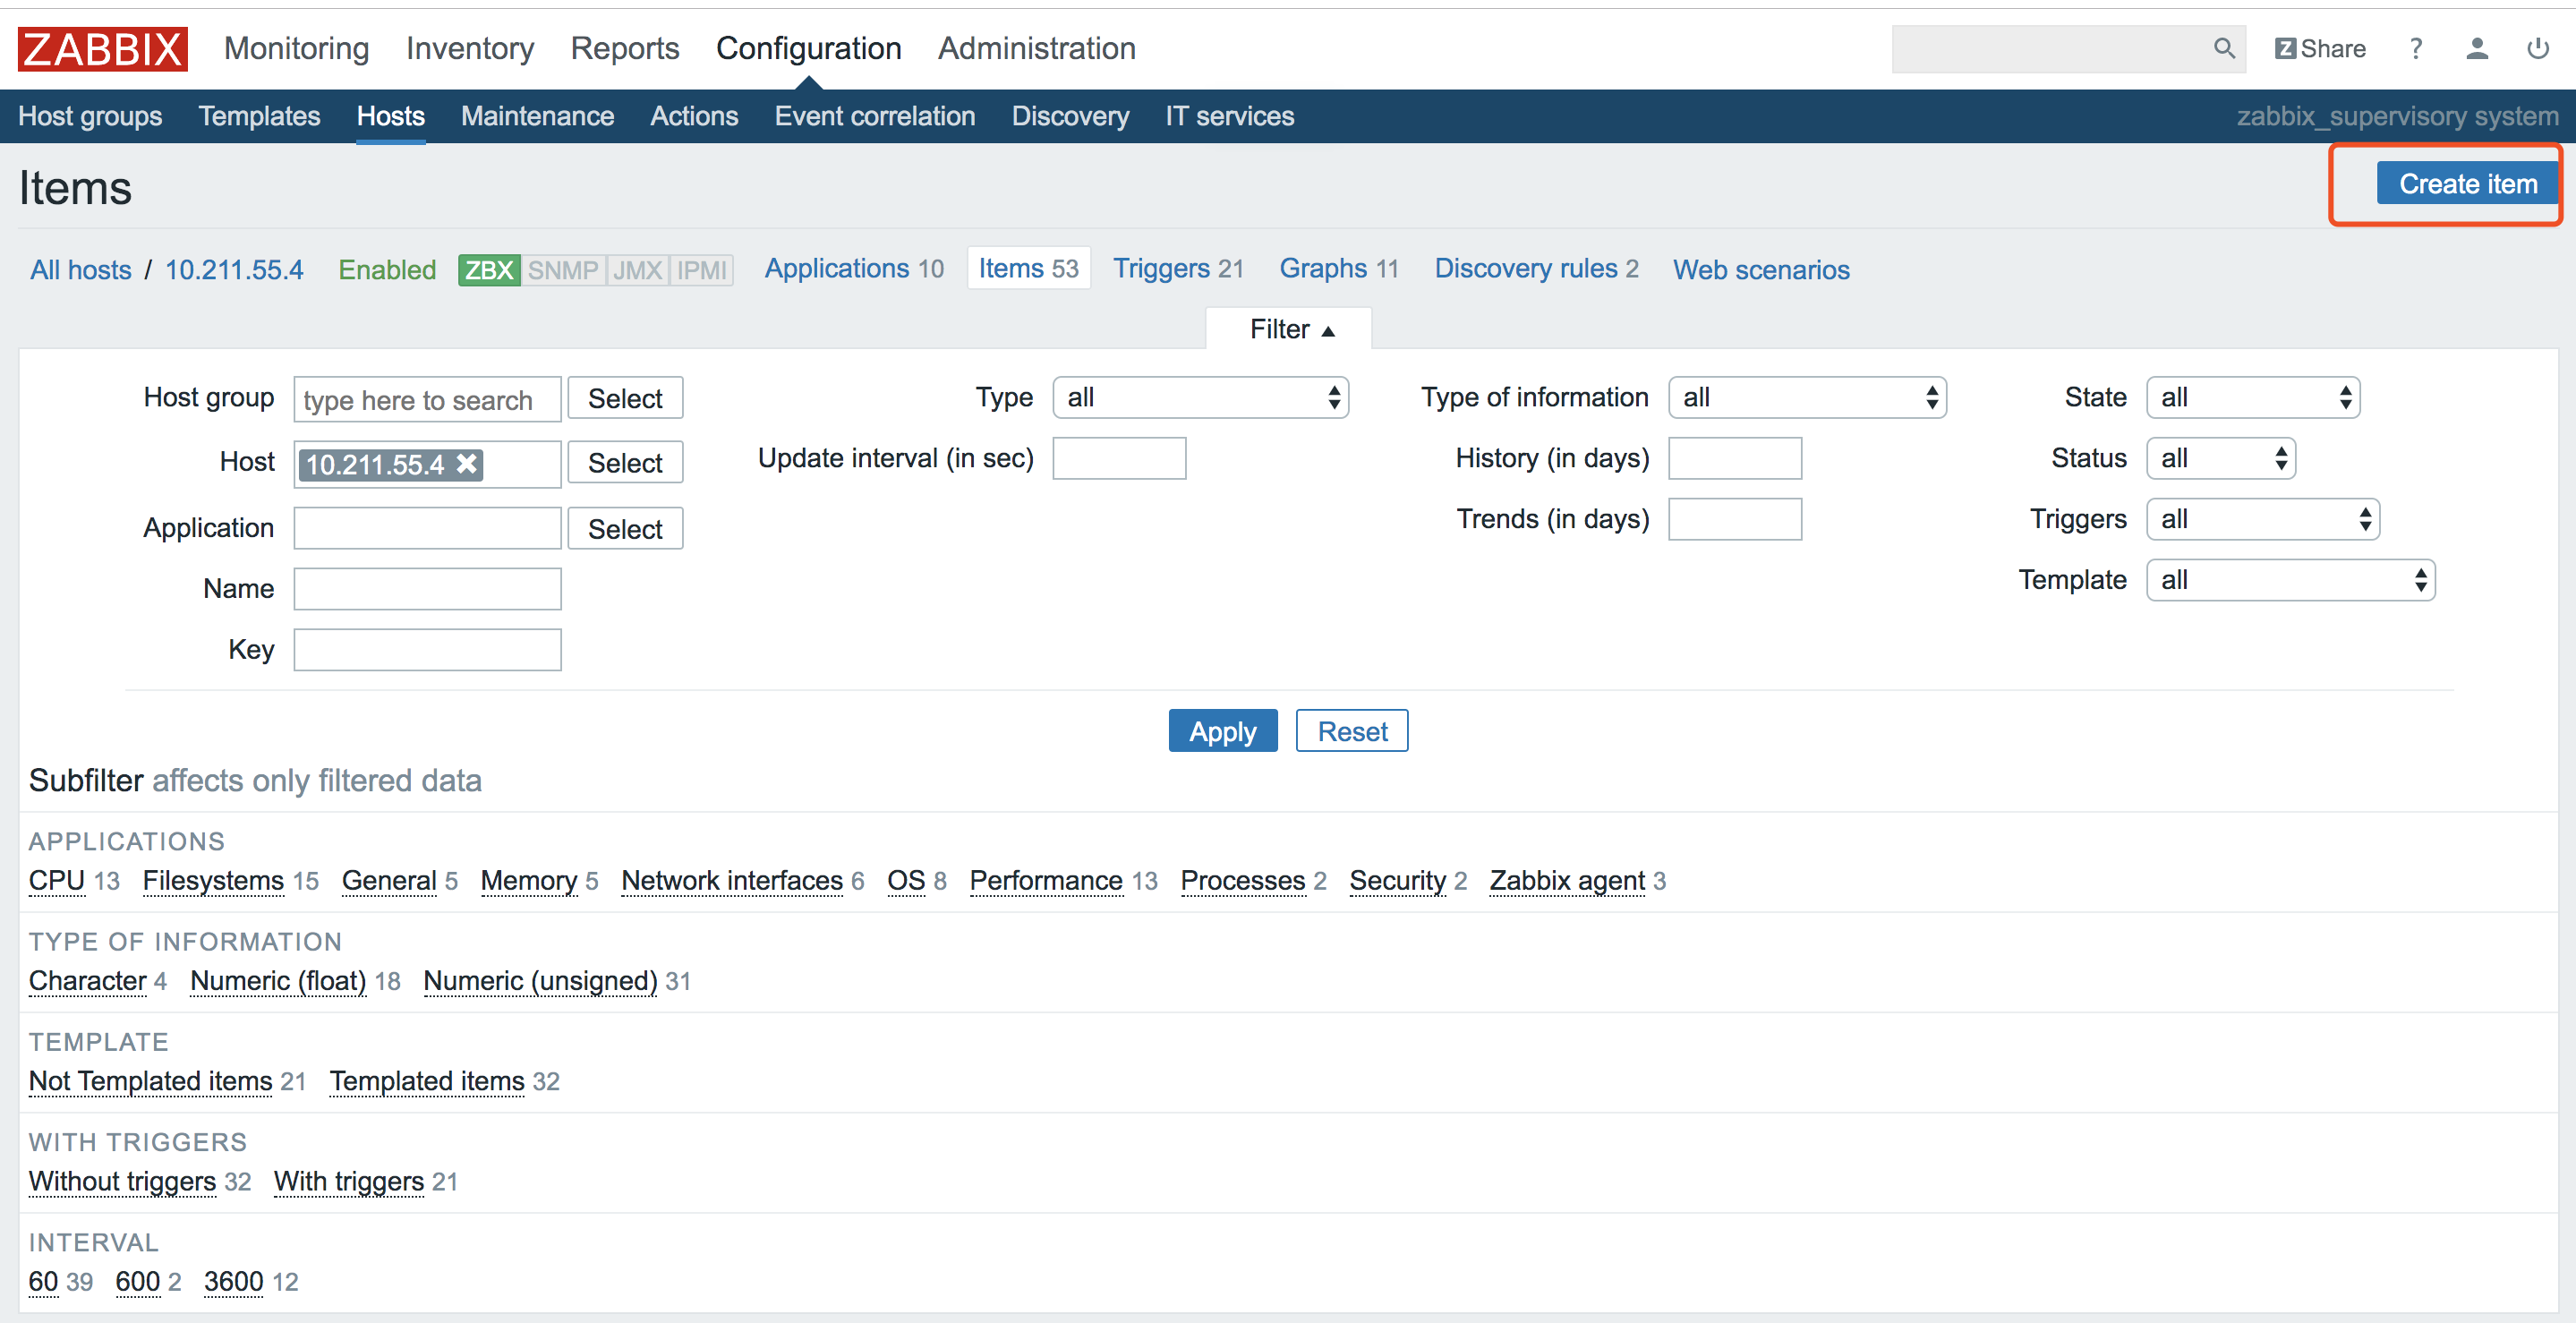 ZABBIX Monitoring Inventory Reports Configuration Administration Z Share ?
Host groups Templates Hosts Maintenance Actions Event correlation Discovery IT services zabbix_supervisory system
Items Create item
All hosts / 10.211.55.4 Enabled ZBX SNMP JMX IPMI Applications 10 Items 53 Triggers 21 Graphs 11 Discovery rules 2 Web scenarios
Filter ▲
Host group type here to search Select Type all Type of information all State all
Host 10.211.55.4 ✖ Select Update interval (in sec) History (in days) Status all
Application Select Trends (in days) Triggers all
Name Template all
Key
Apply Reset
Subfilter affects only filtered data
APPLICATIONS
CPU 13 Filesystems 15 General 5 Memory 5 Network interfaces 6 OS 8 Performance 13 Processes 2 Security 2 Zabbix agent 3
TYPE OF INFORMATION
Character 4 Numeric (float) 18 Numeric (unsigned) 31
TEMPLATE
Not Templated items 21 Templated items 32
WITH TRIGGERS
Without triggers 32 With triggers 21
INTERVAL
60 39 600 2 3600 12